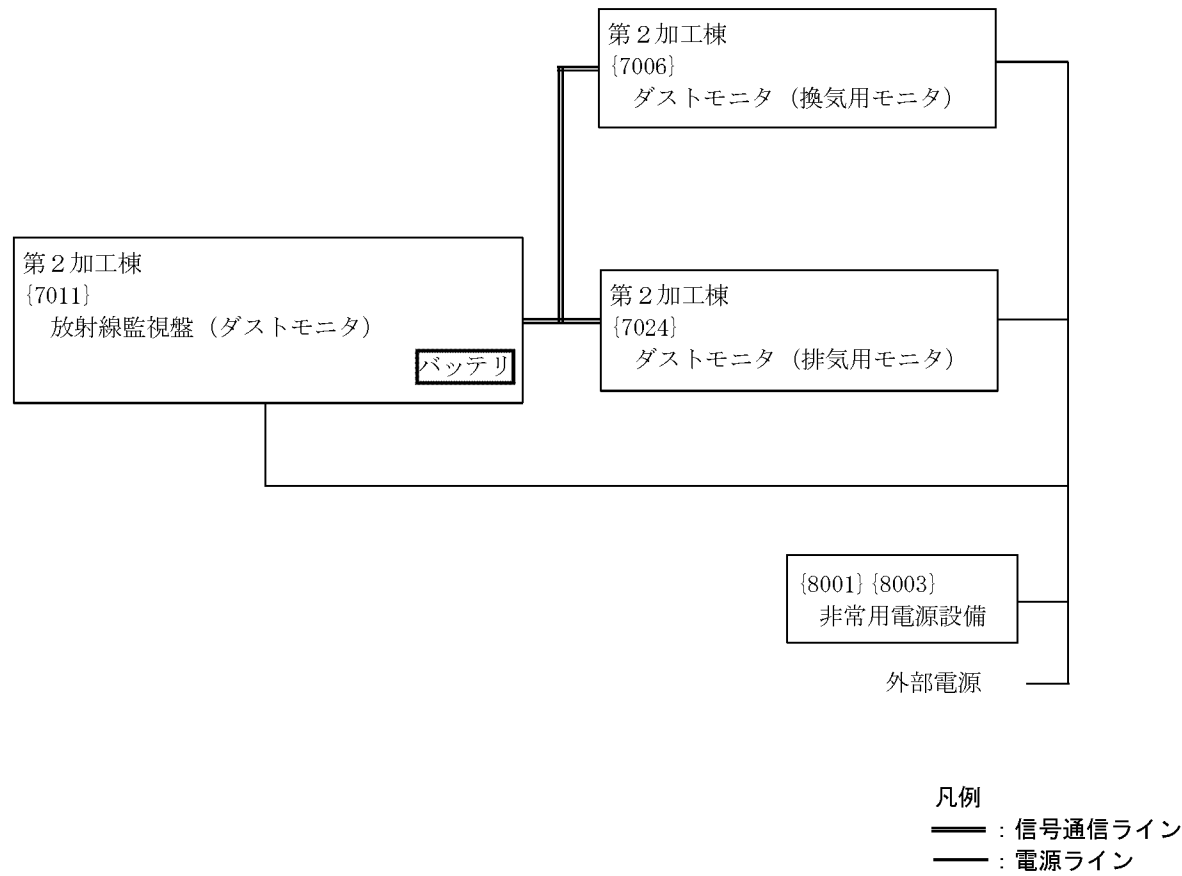 第２加工棟
{7006}
ダストモニタ（換気用モニタ）
第２加工棟
{7011}
放射線監視盤（ダストモニタ）
バッテリ
第２加工棟
{7024}
ダストモニタ（排気用モニタ）
{8001} {8003}
非常用電源設備
外部電源
凡例
：信号通信ライン
：電源ライン